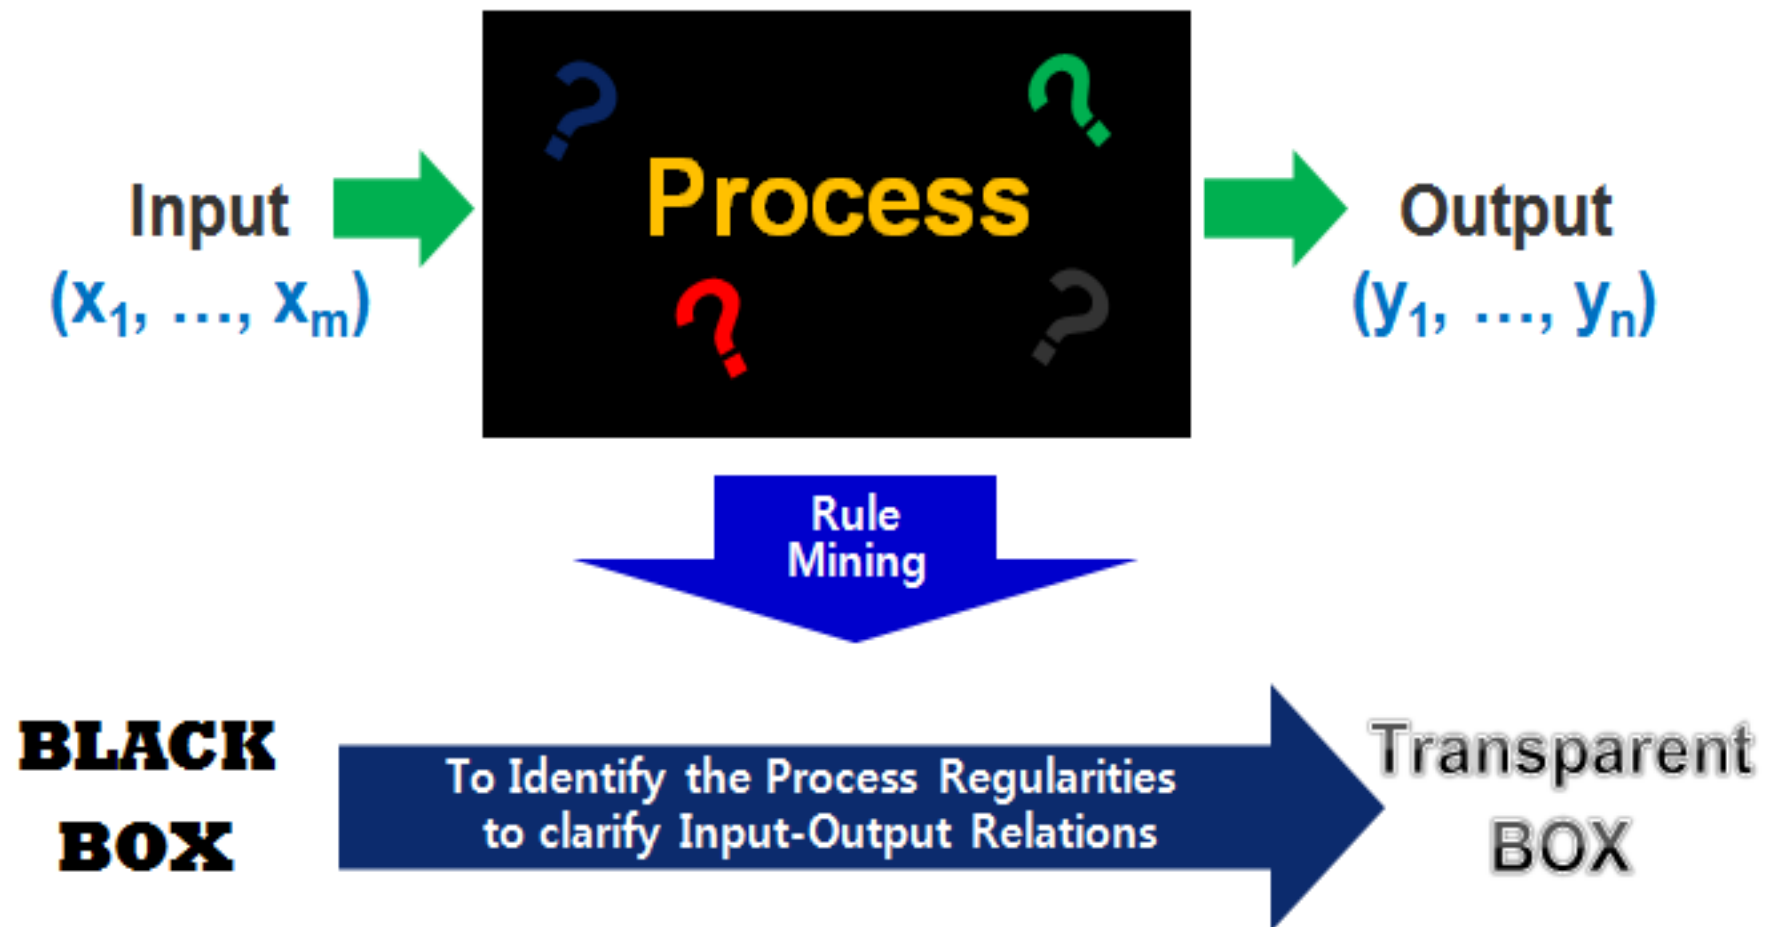 ?
?
Process
Input
Output
(x₁, …, xₘ)
(y₁, …, yₙ)
?
?
Rule
Mining
BLACK
BOX
To Identify the Process Regularities
to clarify Input-Output Relations
Transparent
BOX